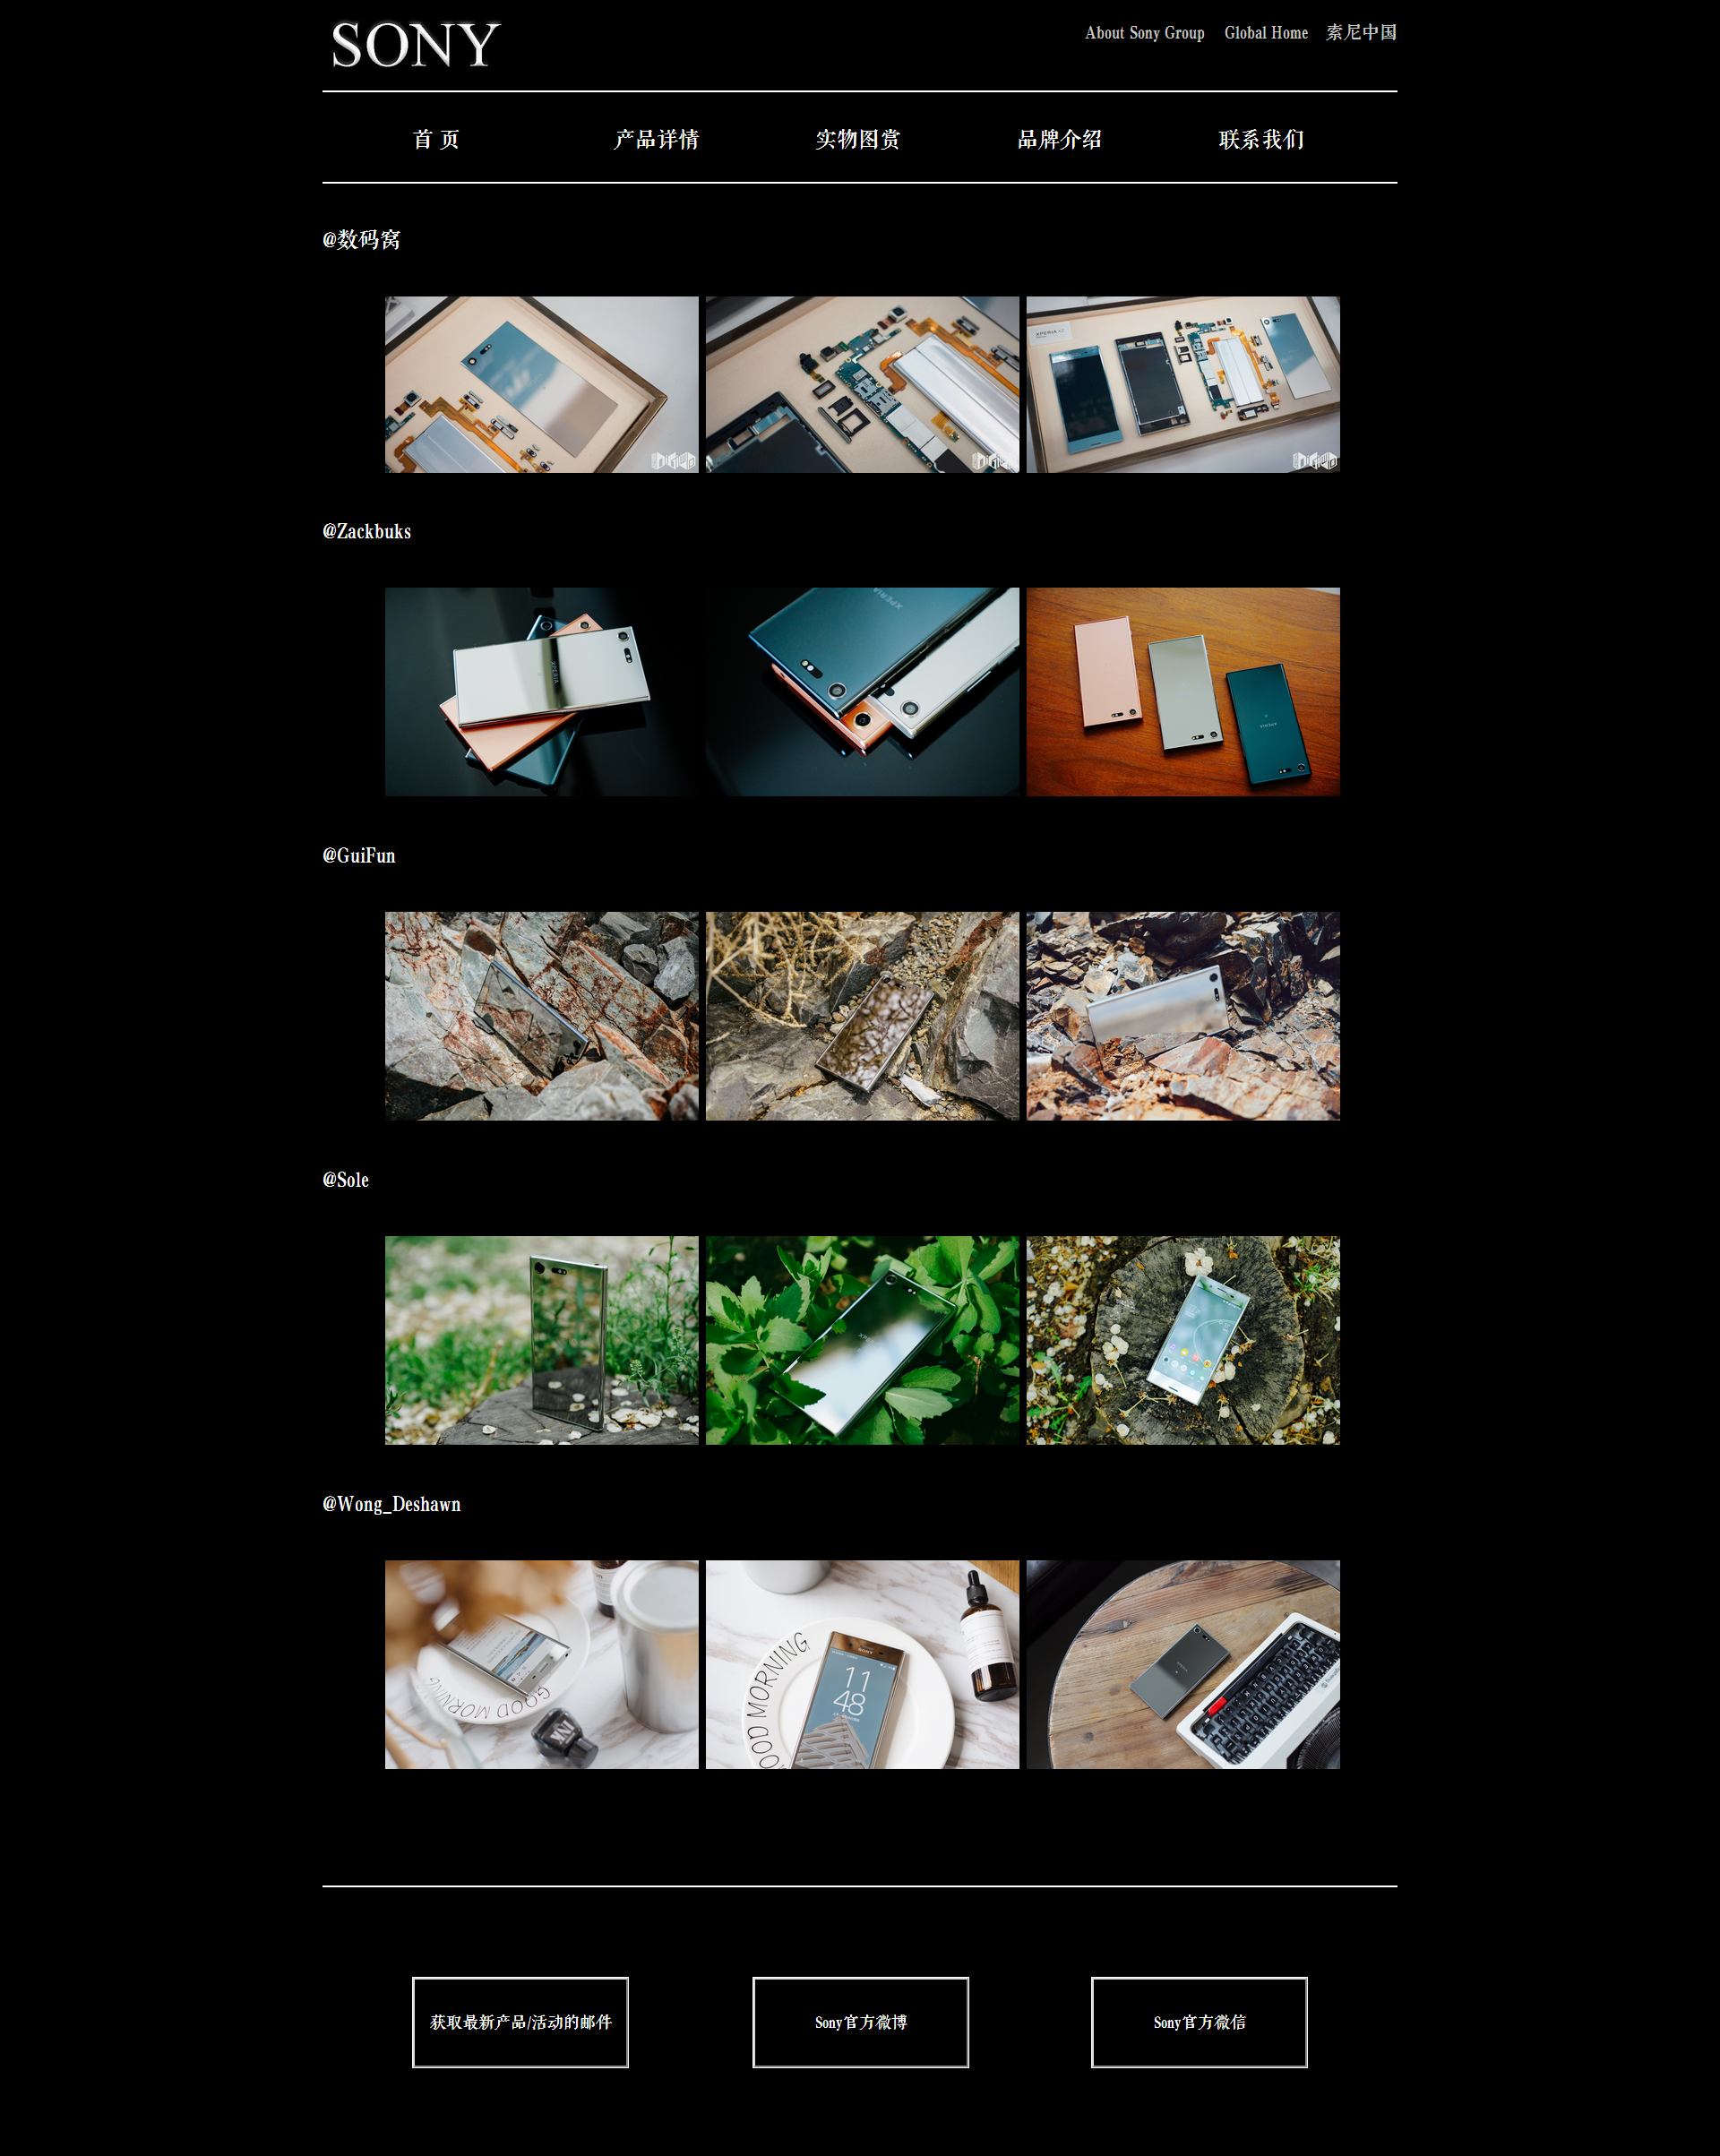 SONY
About Sony Group Global Home 索尼中国
首 页 产品详情 实物图赏 品牌介绍 联系我们
@数码窝
@Zackbuks
XPERIA
XPERIA
@GuiFun
@Sole
@Wong_Deshawn
GOOD MORNING
GOOD MORNING
SONY
11
48
获取最新产品/活动的邮件 Sony官方微博 Sony官方微信